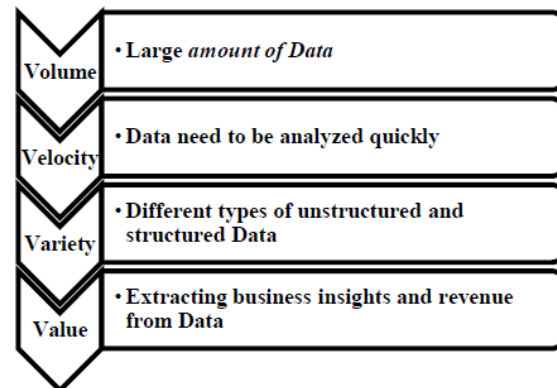 Volume
• Large amount of Data
Velocity
• Data need to be analyzed quickly
Variety
• Different types of unstructured and
structured Data
Value
• Extracting business insights and revenue
from Data